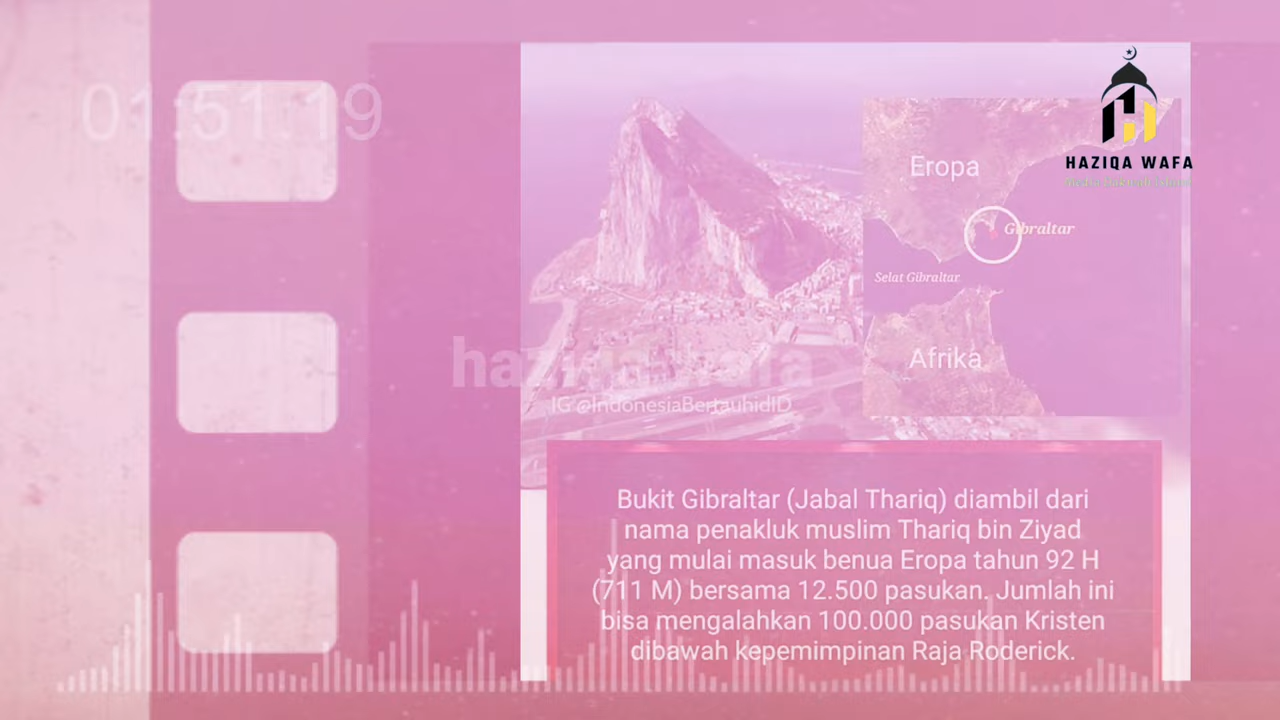 01:51:19
HAZIQA WAFA
Eropa
Gibraltar
Selat Gibraltar
Afrika
haziqa wafa
IG @IndonesiaBertauhidID
Bukit Gibraltar (Jabal Thariq) diambil dari
nama penakluk muslim Thariq bin Ziyad
yang mulai masuk benua Eropa tahun 92 H
(711 M) bersama 12.500 pasukan. Jumlah ini
bisa mengalahkan 100.000 pasukan Kristen
dibawah kepemimpinan Raja Roderick.